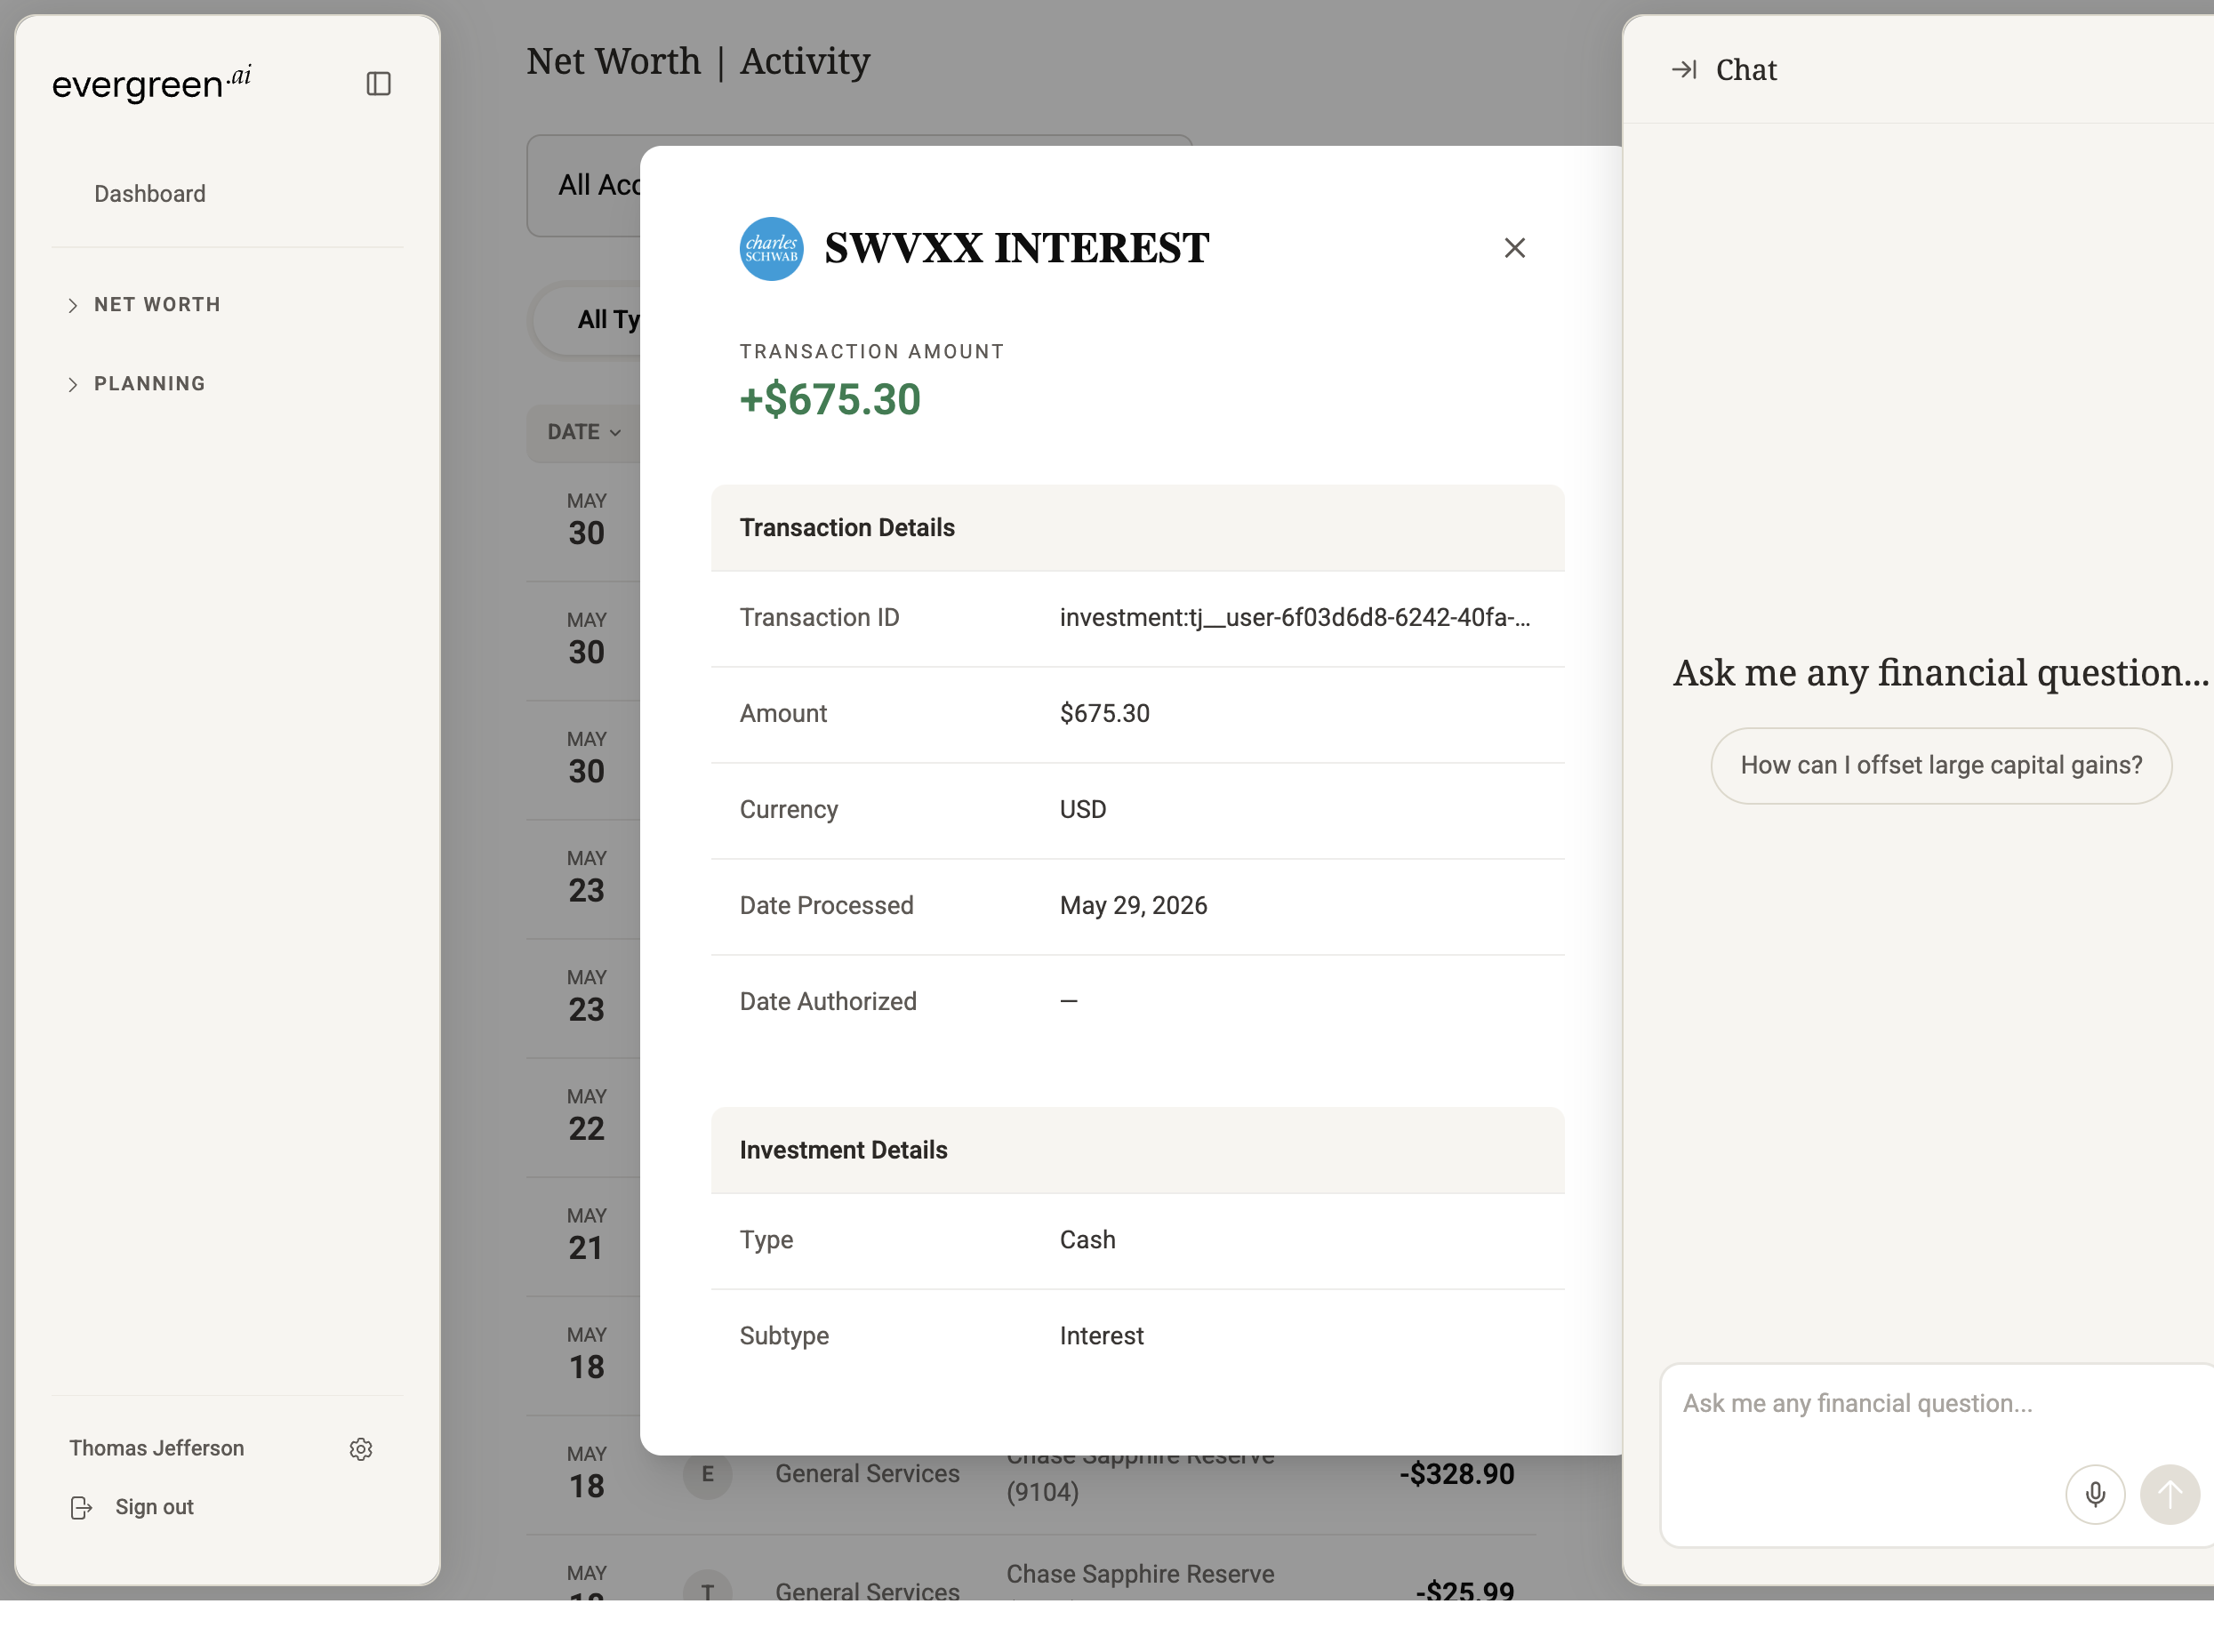 evergreen.ai
Dashboard
NET WORTH
PLANNING
Thomas Jefferson
Sign out
Net Worth | Activity
All Acc
All Ty
DATE
MAY
30
MAY
30
MAY
30
MAY
23
MAY
23
MAY
22
MAY
21
MAY
18
MAY
18
E
General Services
Chase Sapphire Reserve
(9104)
-$328.90
MAY
18
T
General Services
Chase Sapphire Reserve
-$25.99
charles
SCHWAB
SWVXX INTEREST
TRANSACTION AMOUNT
+$675.30
Transaction Details
Transaction ID investment:tj__user-6f03d6d8-6242-40fa-...
Amount $675.30
Currency USD
Date Processed May 29, 2026
Date Authorized —
Investment Details
Type Cash
Subtype Interest
Chat
Ask me any financial question...
How can I offset large capital gains?
Ask me any financial question...